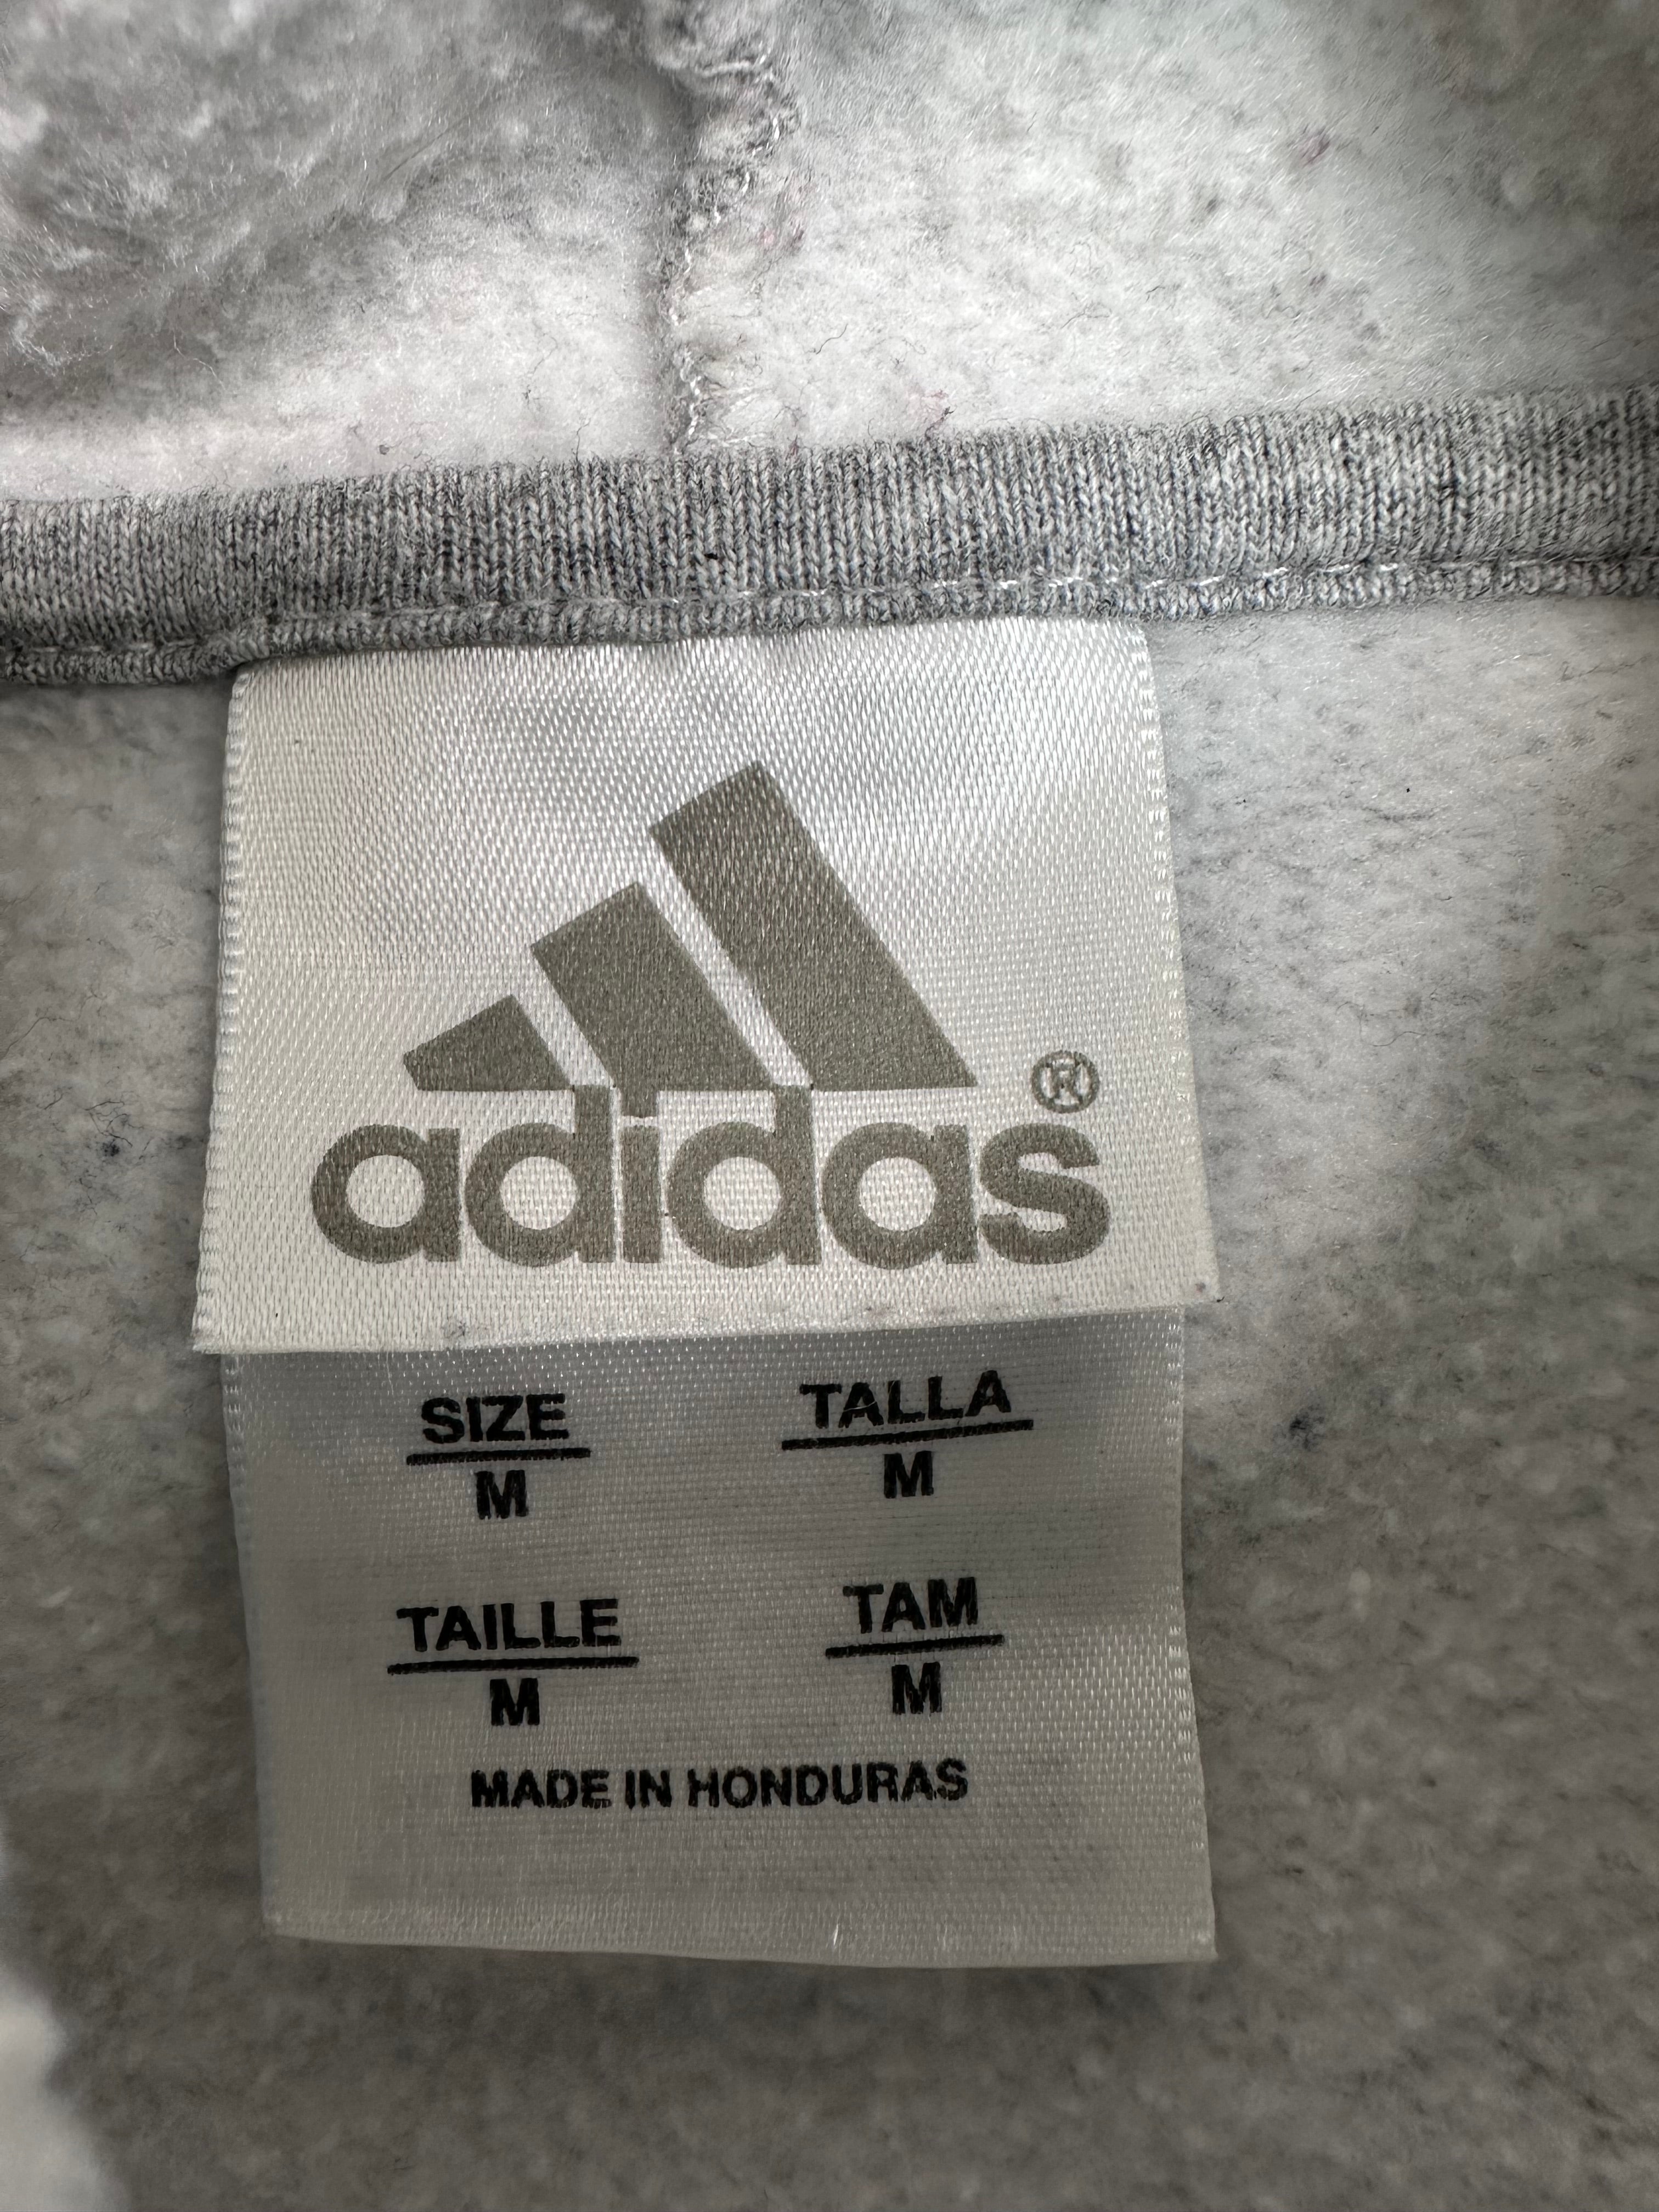 adidas®
SIZE TALLA
M M
TAILLE TAM
M M
MADE IN HONDURAS